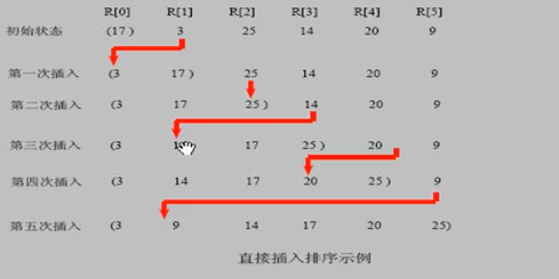 R[0] R[1] R[2] R[3] R[4] R[5]
初始状态 (17) 3 25 14 20 9
第一次插入 (3 17) 25 14 20 9
第二次插入 (3 17 25) 14 20 9
第三次插入 (3 17 25) 20 9
第四次插入 (3 14 17 20 25) 9
第五次插入 (3 9 14 17 20 25)
直接插入排序示例